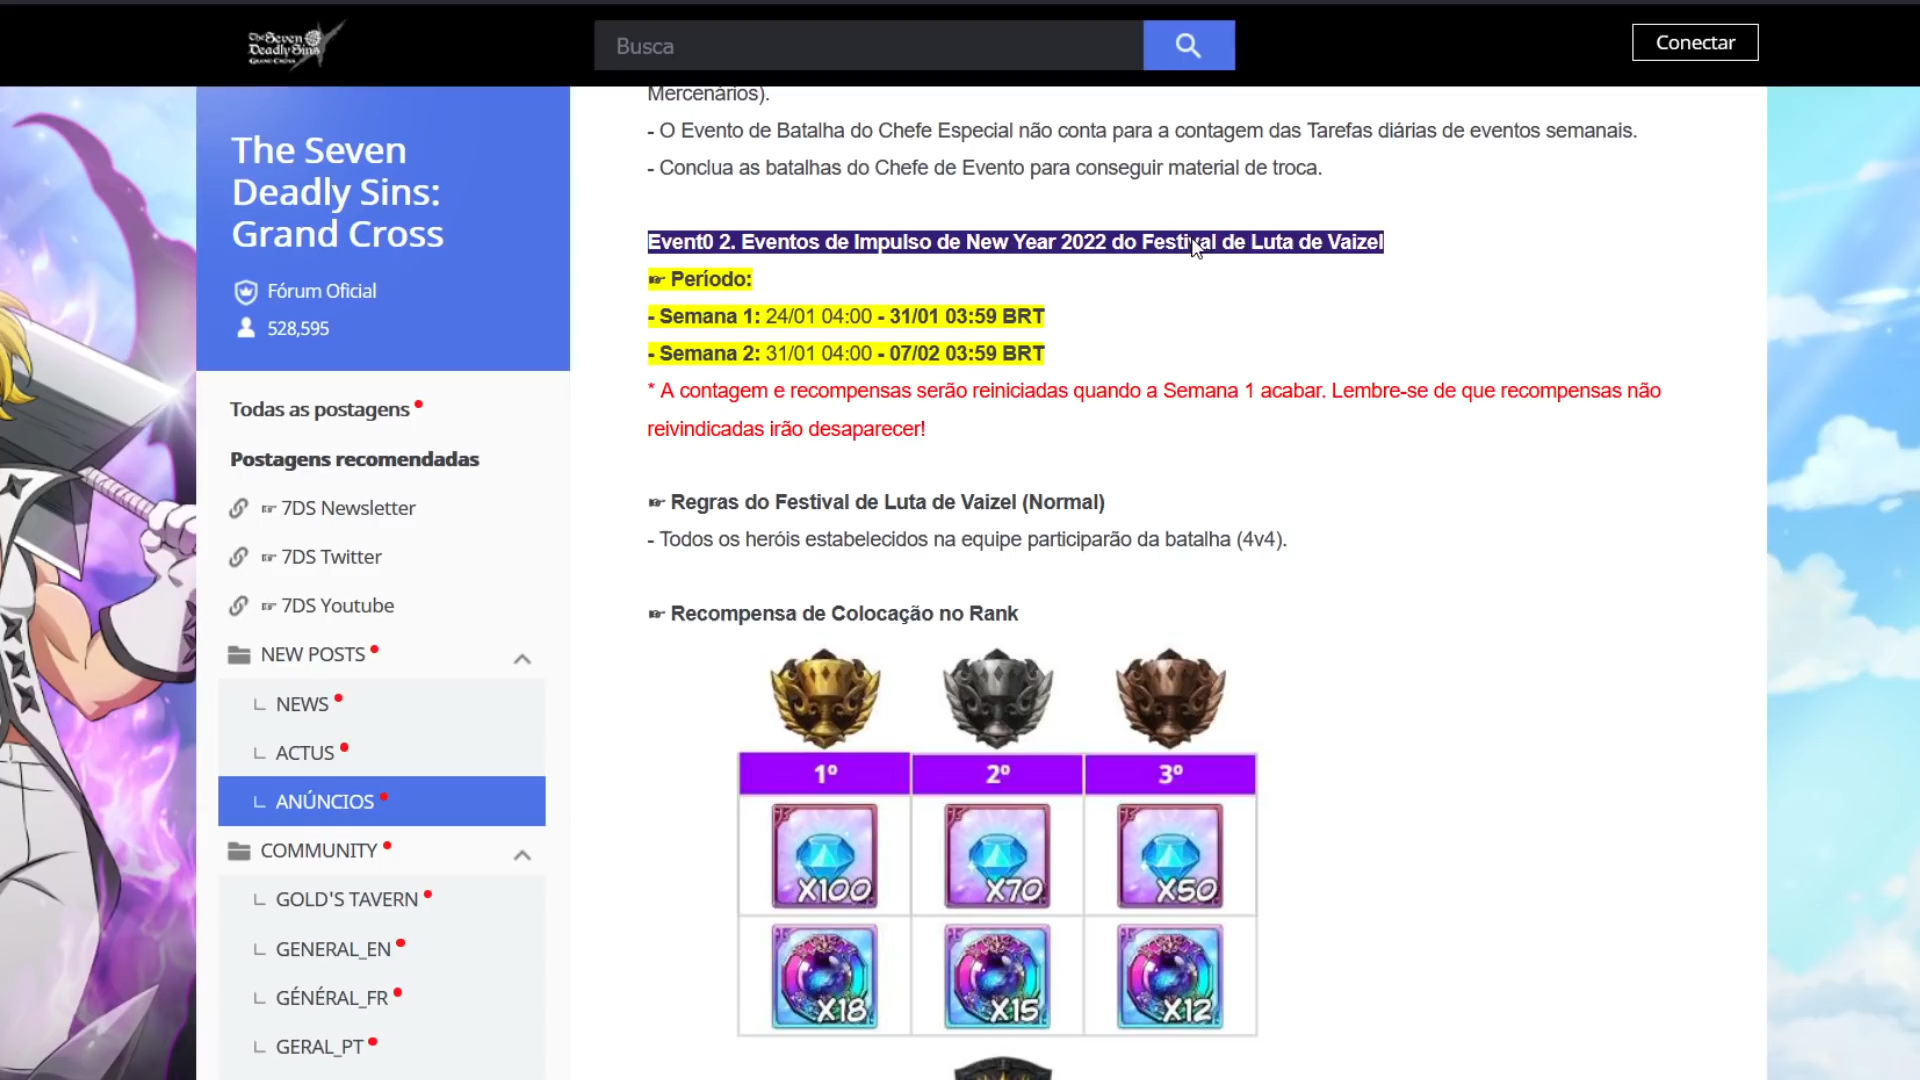 The Seven
Deadly Sins
Grand Cross
Busca
Conectar
The Seven
Deadly Sins:
Grand Cross
Fórum Oficial
528,595
Todas as postagens
Postagens recomendadas
☞ 7DS Newsletter
☞ 7DS Twitter
☞ 7DS Youtube
NEW POSTS
NEWS
ACTUS
ANÚNCIOS
COMMUNITY
GOLD'S TAVERN
GENERAL_EN
GÉNÉRAL_FR
GERAL_PT
Mercenários).
- O Evento de Batalha do Chefe Especial não conta para a contagem das Tarefas diárias de eventos semanais.
- Conclua as batalhas do Chefe de Evento para conseguir material de troca.
Event0 2. Eventos de Impulso de New Year 2022 do Festival de Luta de Vaizel
☞ Período:
- Semana 1: 24/01 04:00 - 31/01 03:59 BRT
- Semana 2: 31/01 04:00 - 07/02 03:59 BRT
* A contagem e recompensas serão reiniciadas quando a Semana 1 acabar. Lembre-se de que recompensas não
reivindicadas irão desaparecer!
☞ Regras do Festival de Luta de Vaizel (Normal)
- Todos os heróis estabelecidos na equipe participarão da batalha (4v4).
☞ Recompensa de Colocação no Rank
1º 2º 3º
X100 X70 X50
X18 X15 X12